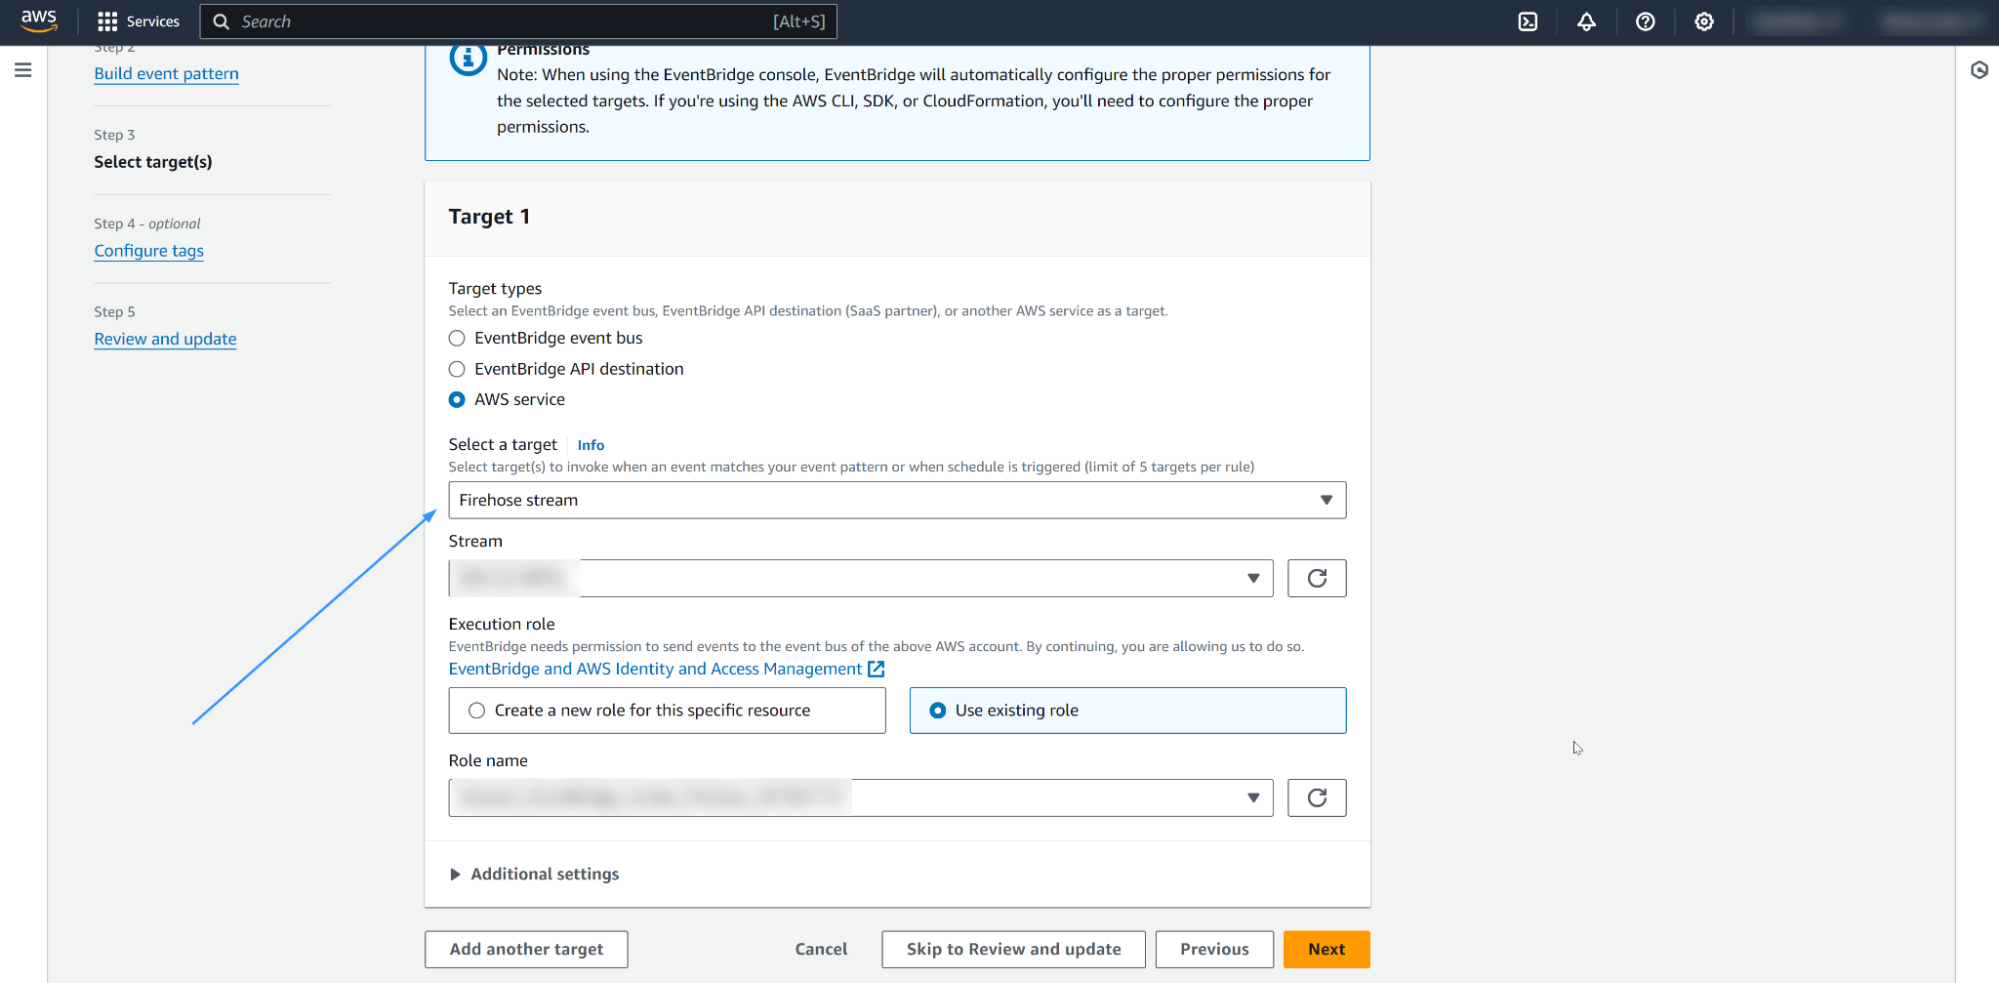 aws
Services
Search
[Alt+S]
Step 2
Build event pattern
Step 3
Select target(s)
Step 4 - optional
Configure tags
Step 5
Review and update
Permissions
Note: When using the EventBridge console, EventBridge will automatically configure the proper permissions for
the selected targets. If you're using the AWS CLI, SDK, or CloudFormation, you'll need to configure the proper
permissions.
Target 1
Target types
Select an EventBridge event bus, EventBridge API destination (SaaS partner), or another AWS service as a target.
EventBridge event bus
EventBridge API destination
AWS service
Select a target
Info
Select target(s) to invoke when an event matches your event pattern or when schedule is triggered (limit of 5 targets per rule)
Firehose stream
Stream
Execution role
EventBridge needs permission to send events to the event bus of the above AWS account. By continuing, you are allowing us to do so.
EventBridge and AWS Identity and Access Management
Create a new role for this specific resource
Use existing role
Role name
Additional settings
Add another target
Cancel
Skip to Review and update
Previous
Next